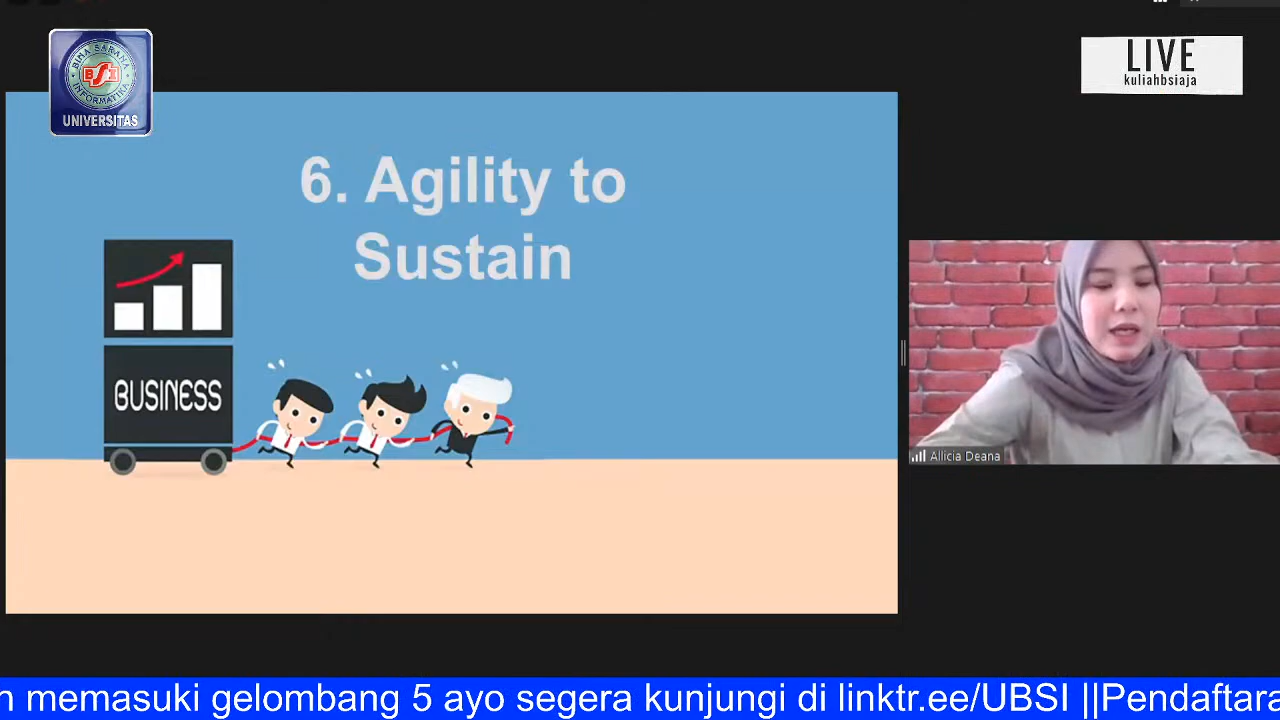 BINA SARANA
BSI
INFORMATIKA
UNIVERSITAS
LIVE
kuliahbsiaja
6. Agility to
Sustain
BUSINESS
Allicia Deana
memasuki gelombang 5 ayo segera kunjungi di linktr.ee/UBSI ||Pendaftara